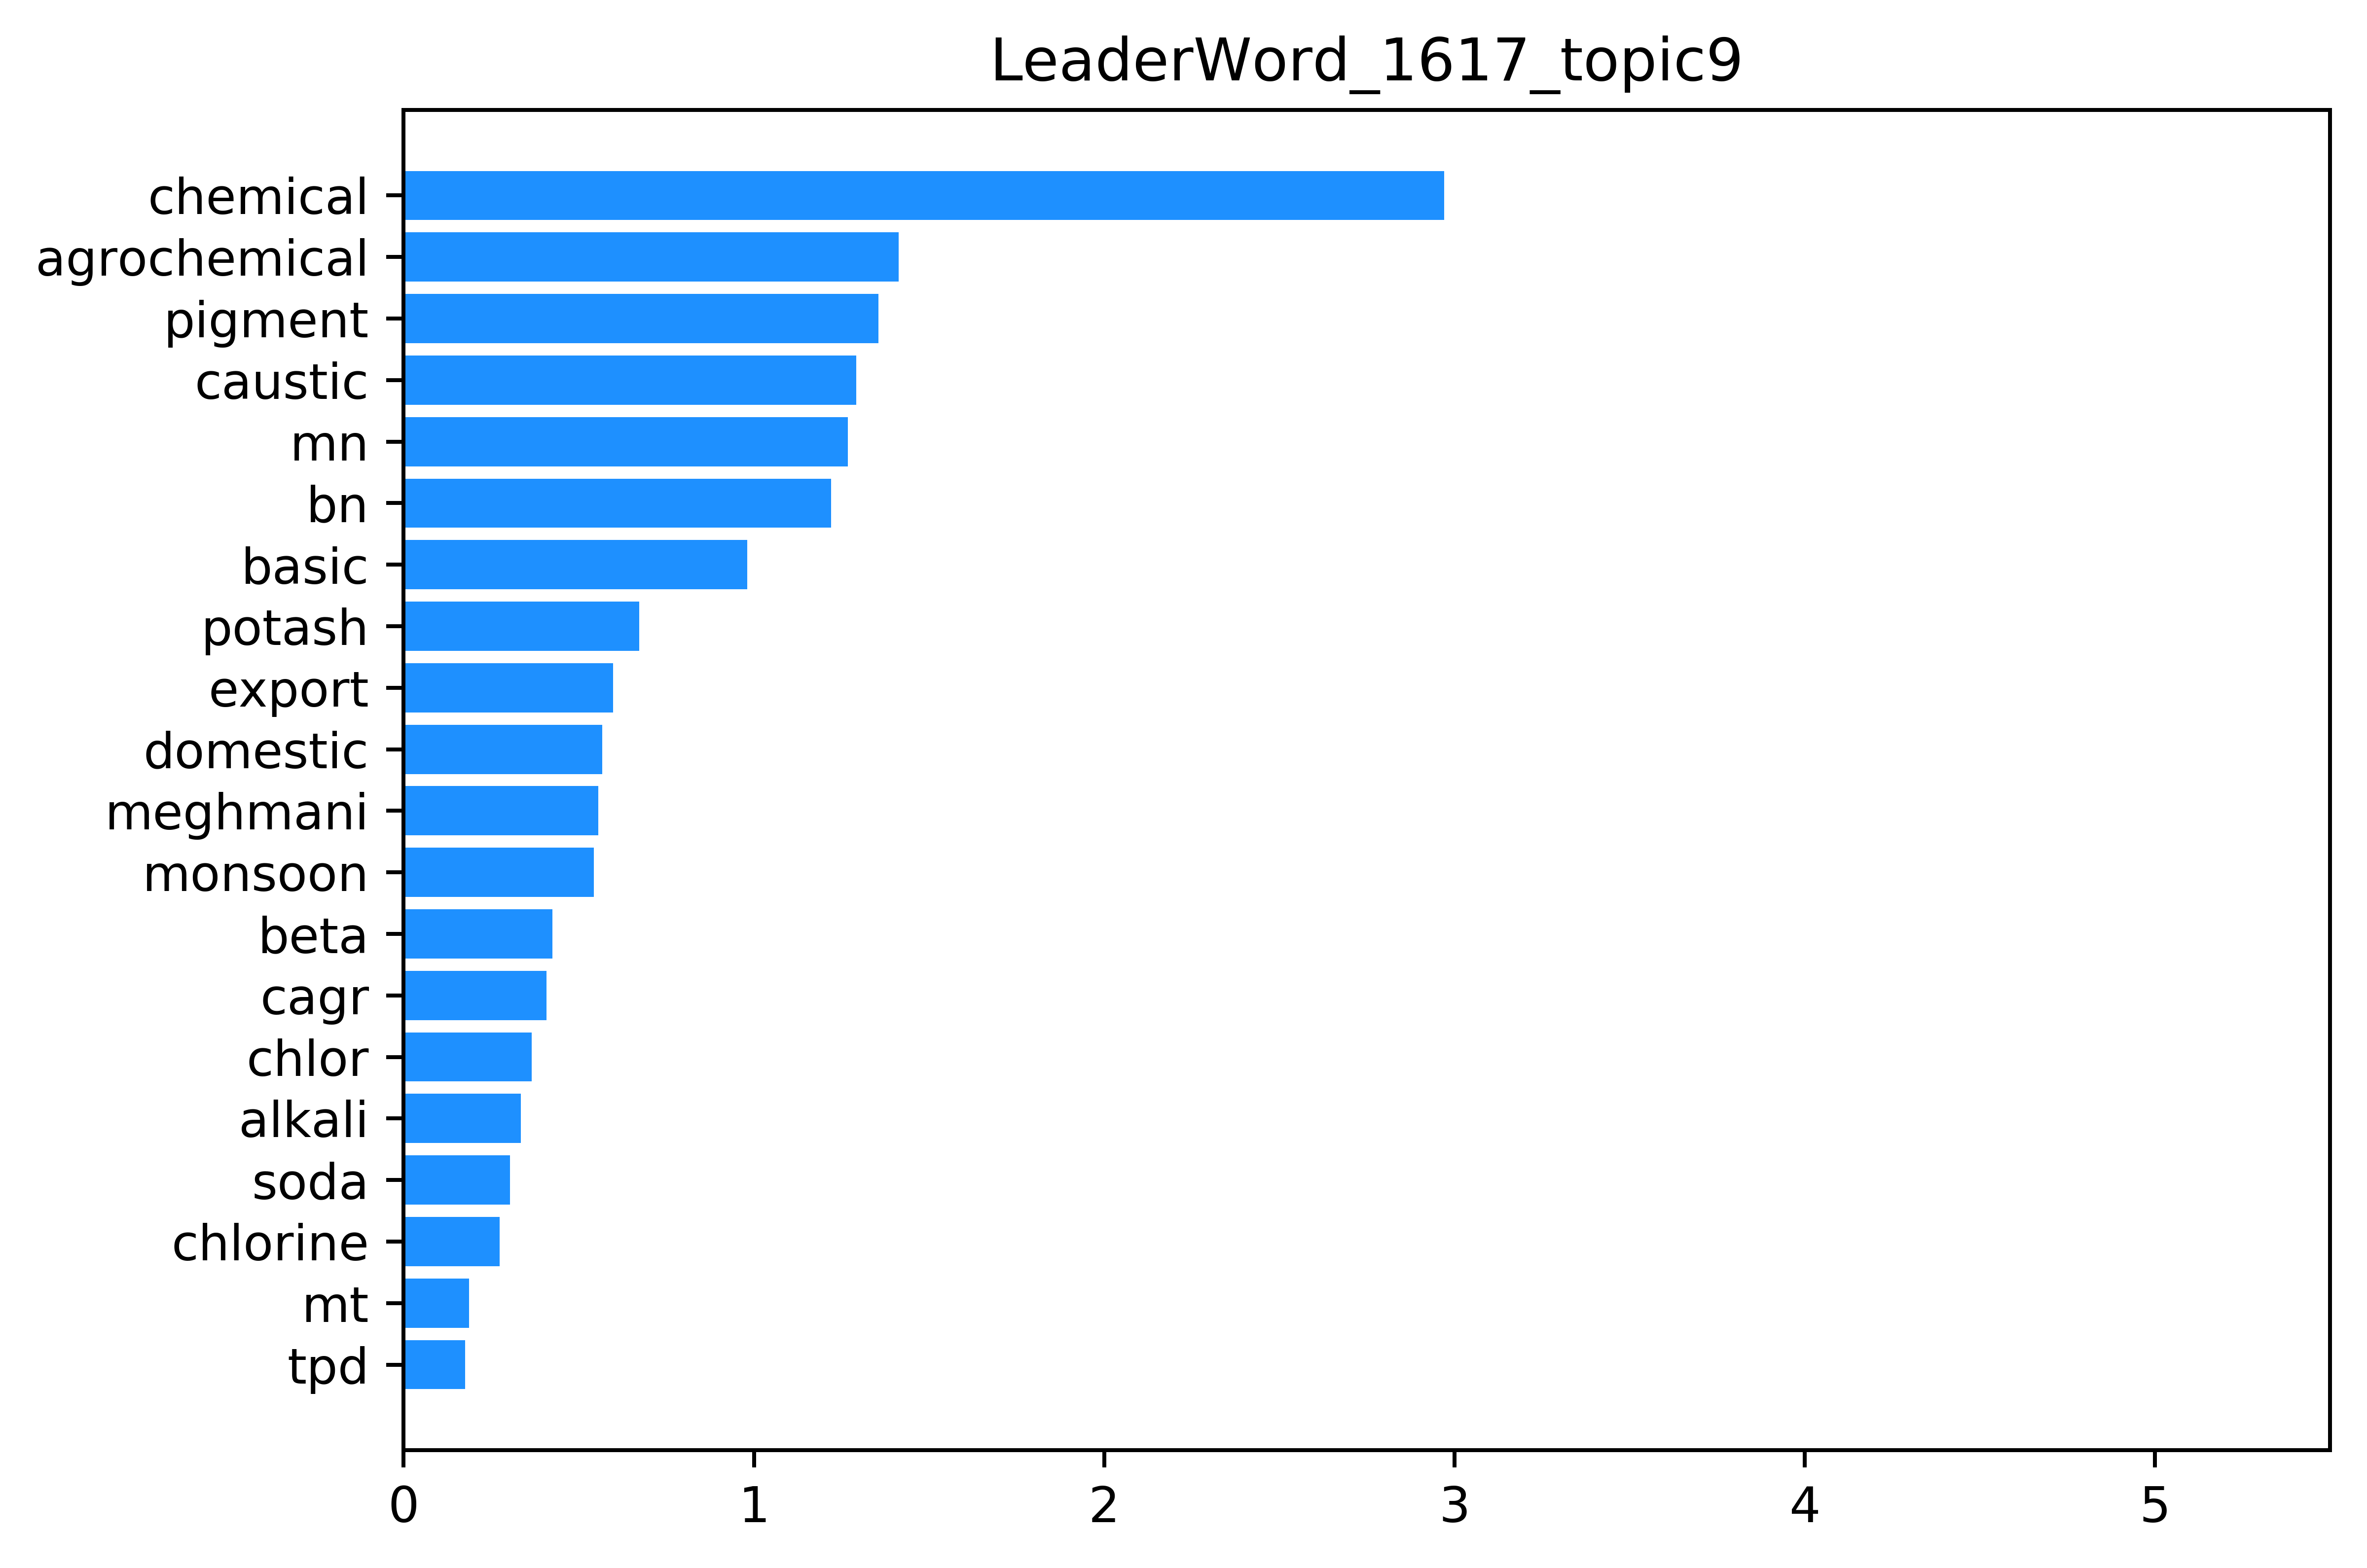 LeaderWord_1617_topic9
chemical
agrochemical
pigment
caustic
mn
bn
basic
potash
export
domestic
meghmani
monsoon
beta
cagr
chlor
alkali
soda
chlorine
mt
tpd
0 1 2 3 4 5